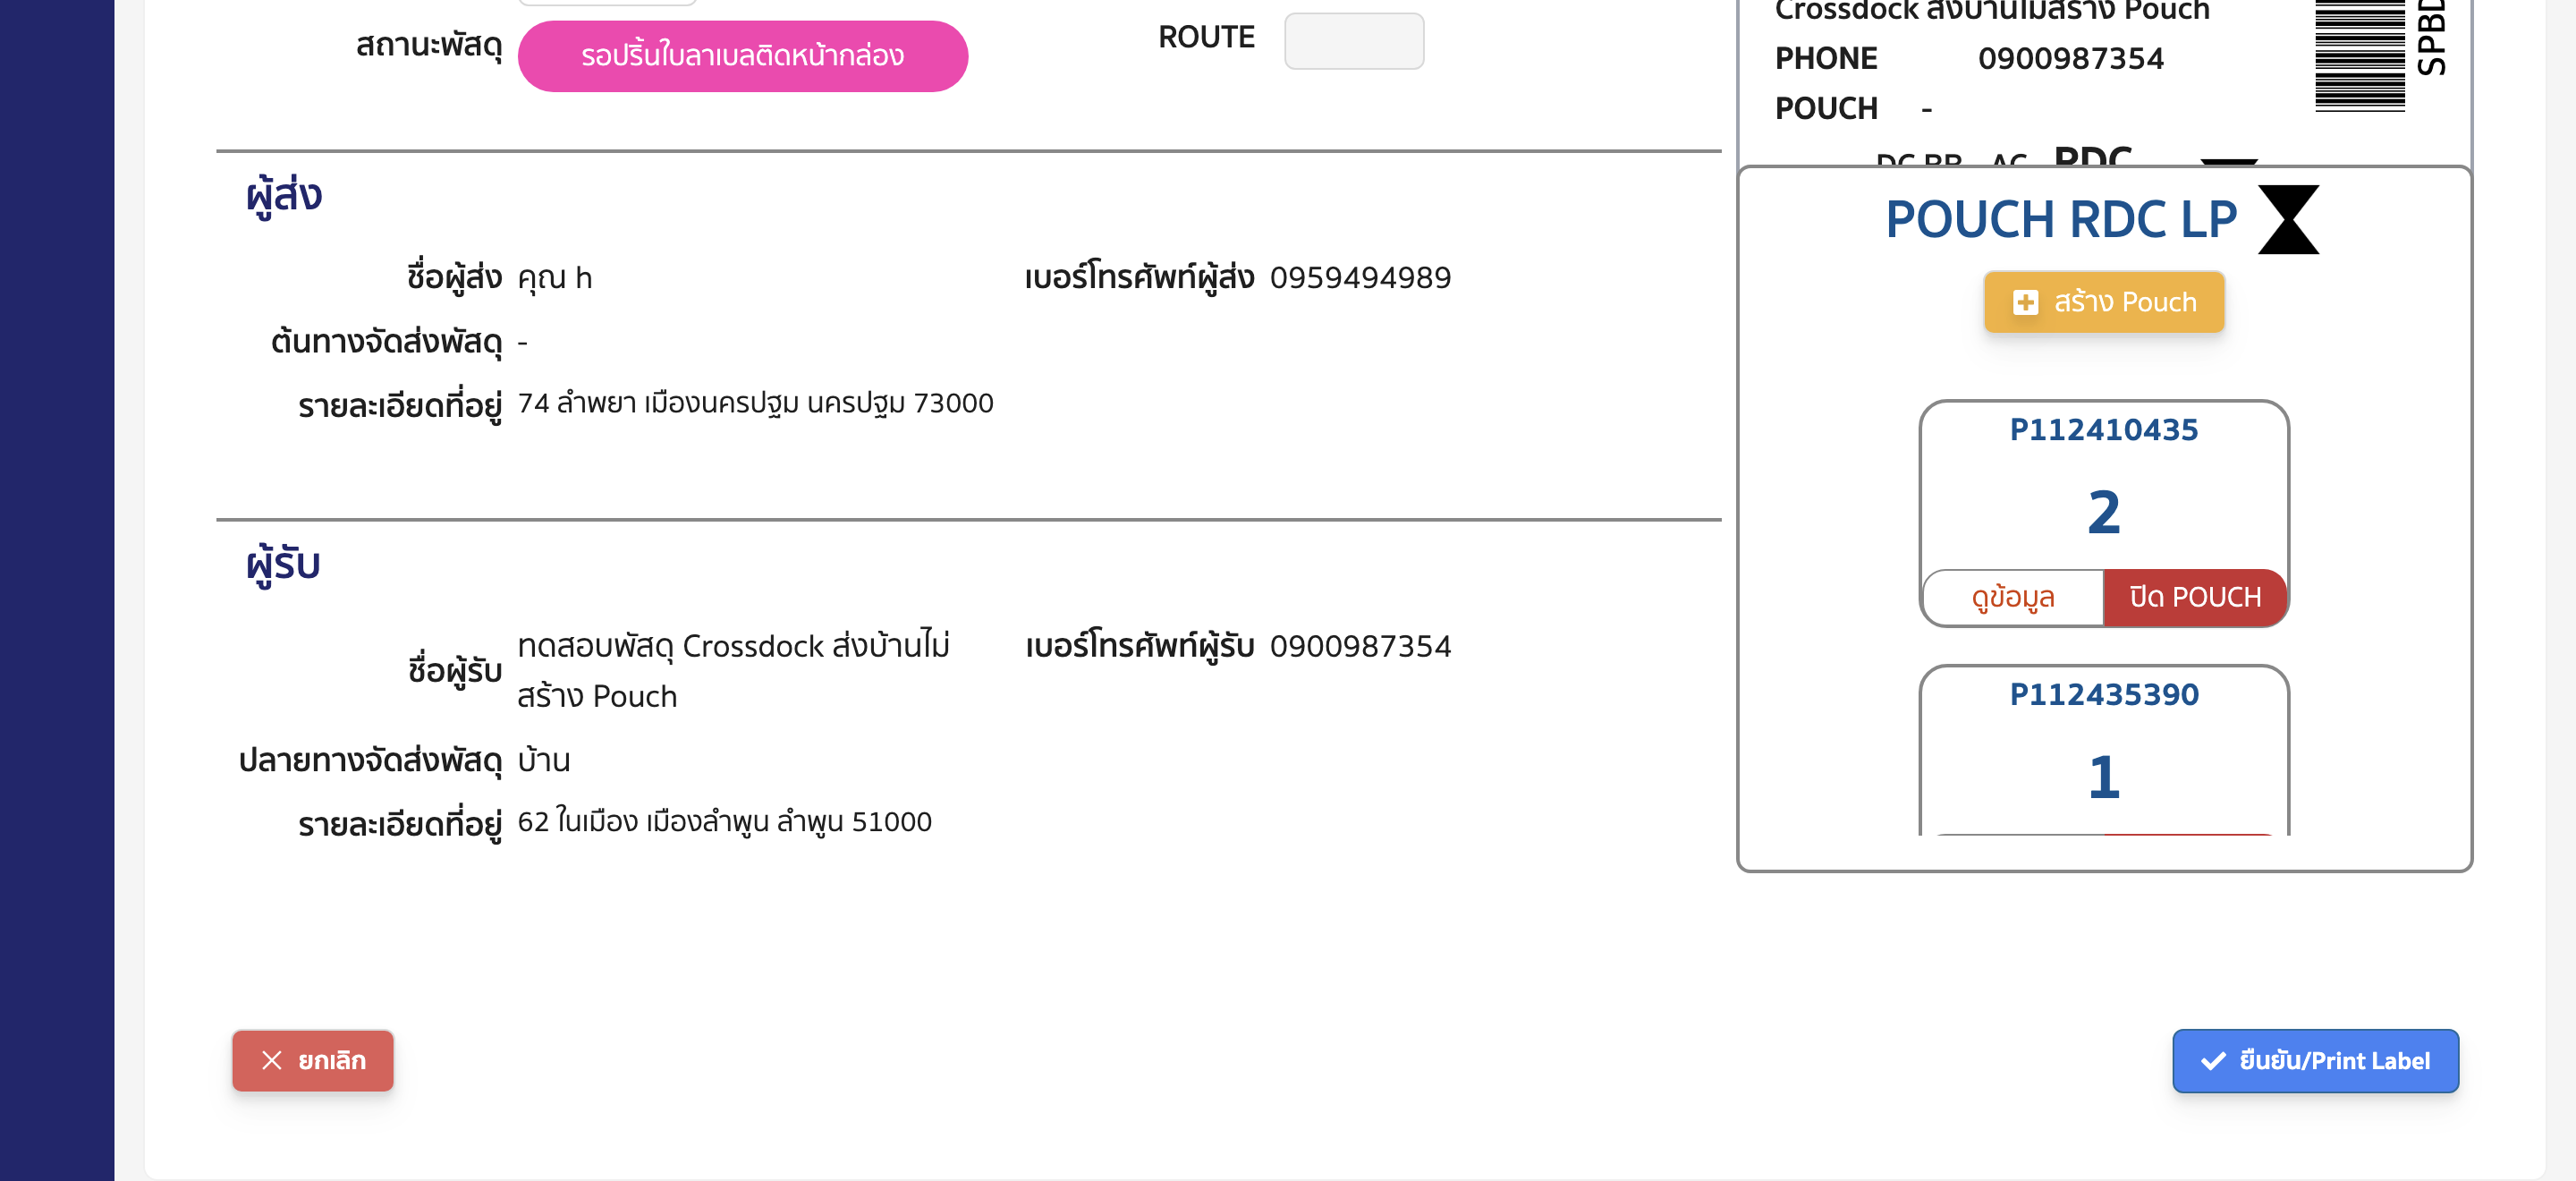 สถานะพัสดุ
รอปริ้นใบลาเบลติดหน้ากล่อง
ROUTE
ผู้ส่ง
ชื่อผู้ส่ง คุณ h
เบอร์โทรศัพท์ผู้ส่ง 0959494989
ต้นทางจัดส่งพัสดุ -
รายละเอียดที่อยู่ 74 ลำพยา เมืองนครปฐม นครปฐม 73000
ผู้รับ
ชื่อผู้รับ ทดสอบพัสดุ Crossdock ส่งบ้านไม่
สร้าง Pouch
เบอร์โทรศัพท์ผู้รับ 0900987354
ปลายทางจัดส่งพัสดุ บ้าน
รายละเอียดที่อยู่ 62 ในเมือง เมืองลำพูน ลำพูน 51000
ยกเลิก
Crossdock ส่งบ้านไม่สร้าง Pouch
PHONE 0900987354
POUCH -
SPBD
RDC
POUCH RDC LP
สร้าง Pouch
P112410435
2
ดูข้อมูล ปิด POUCH
P112435390
1
ยืนยัน/Print Label